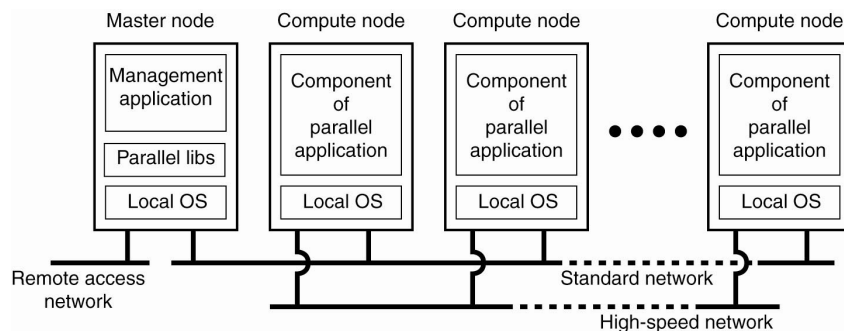 Master node
Compute node
Compute node
Compute node
Management
application
Parallel libs
Local OS
Component
of
parallel
application
Local OS
Component
of
parallel
application
Local OS
Component
of
parallel
application
Local OS
Remote access
network
Standard network
High-speed network